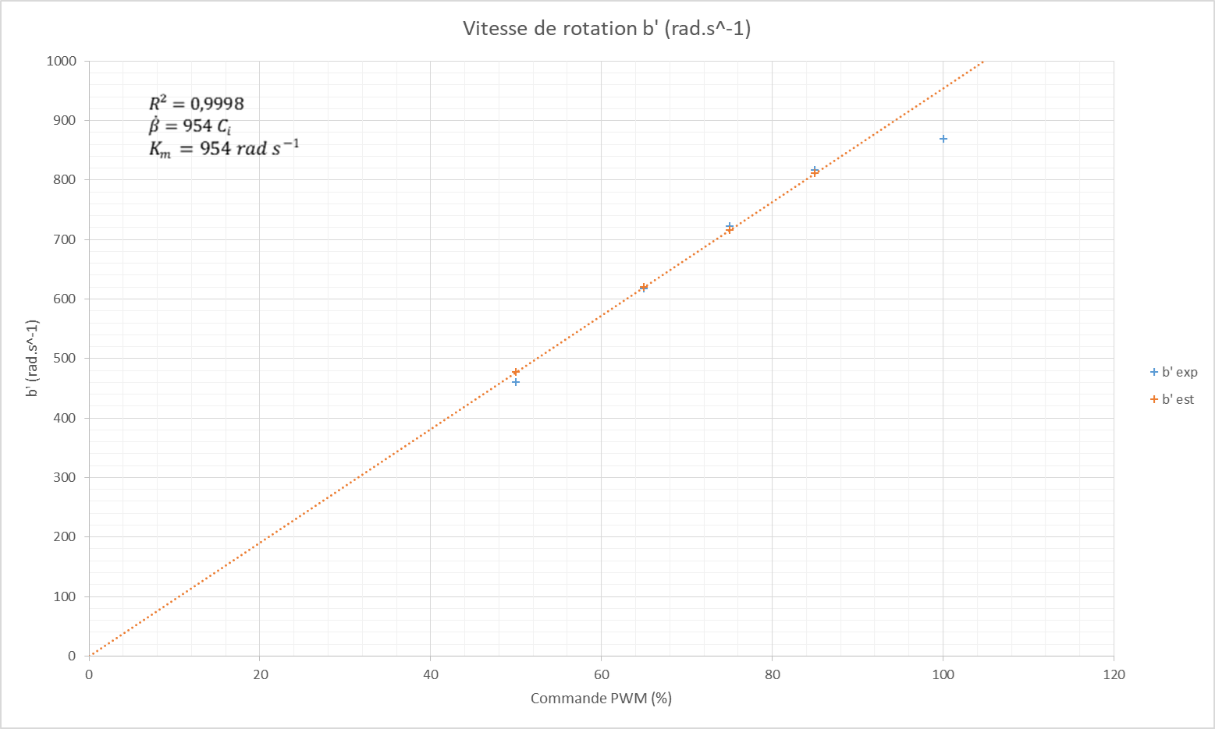 Vitesse de rotation b' (rad.s^-1)
R² = 0,9998
β̇ = 954 Cᵢ
Kₘ = 954 rad s⁻¹
1000
900
800
700
600
500
400
300
200
100
0
b' (rad.s^-1)
0 20 40 60 80 100 120
Commande PWM (%)
b' exp
b' est